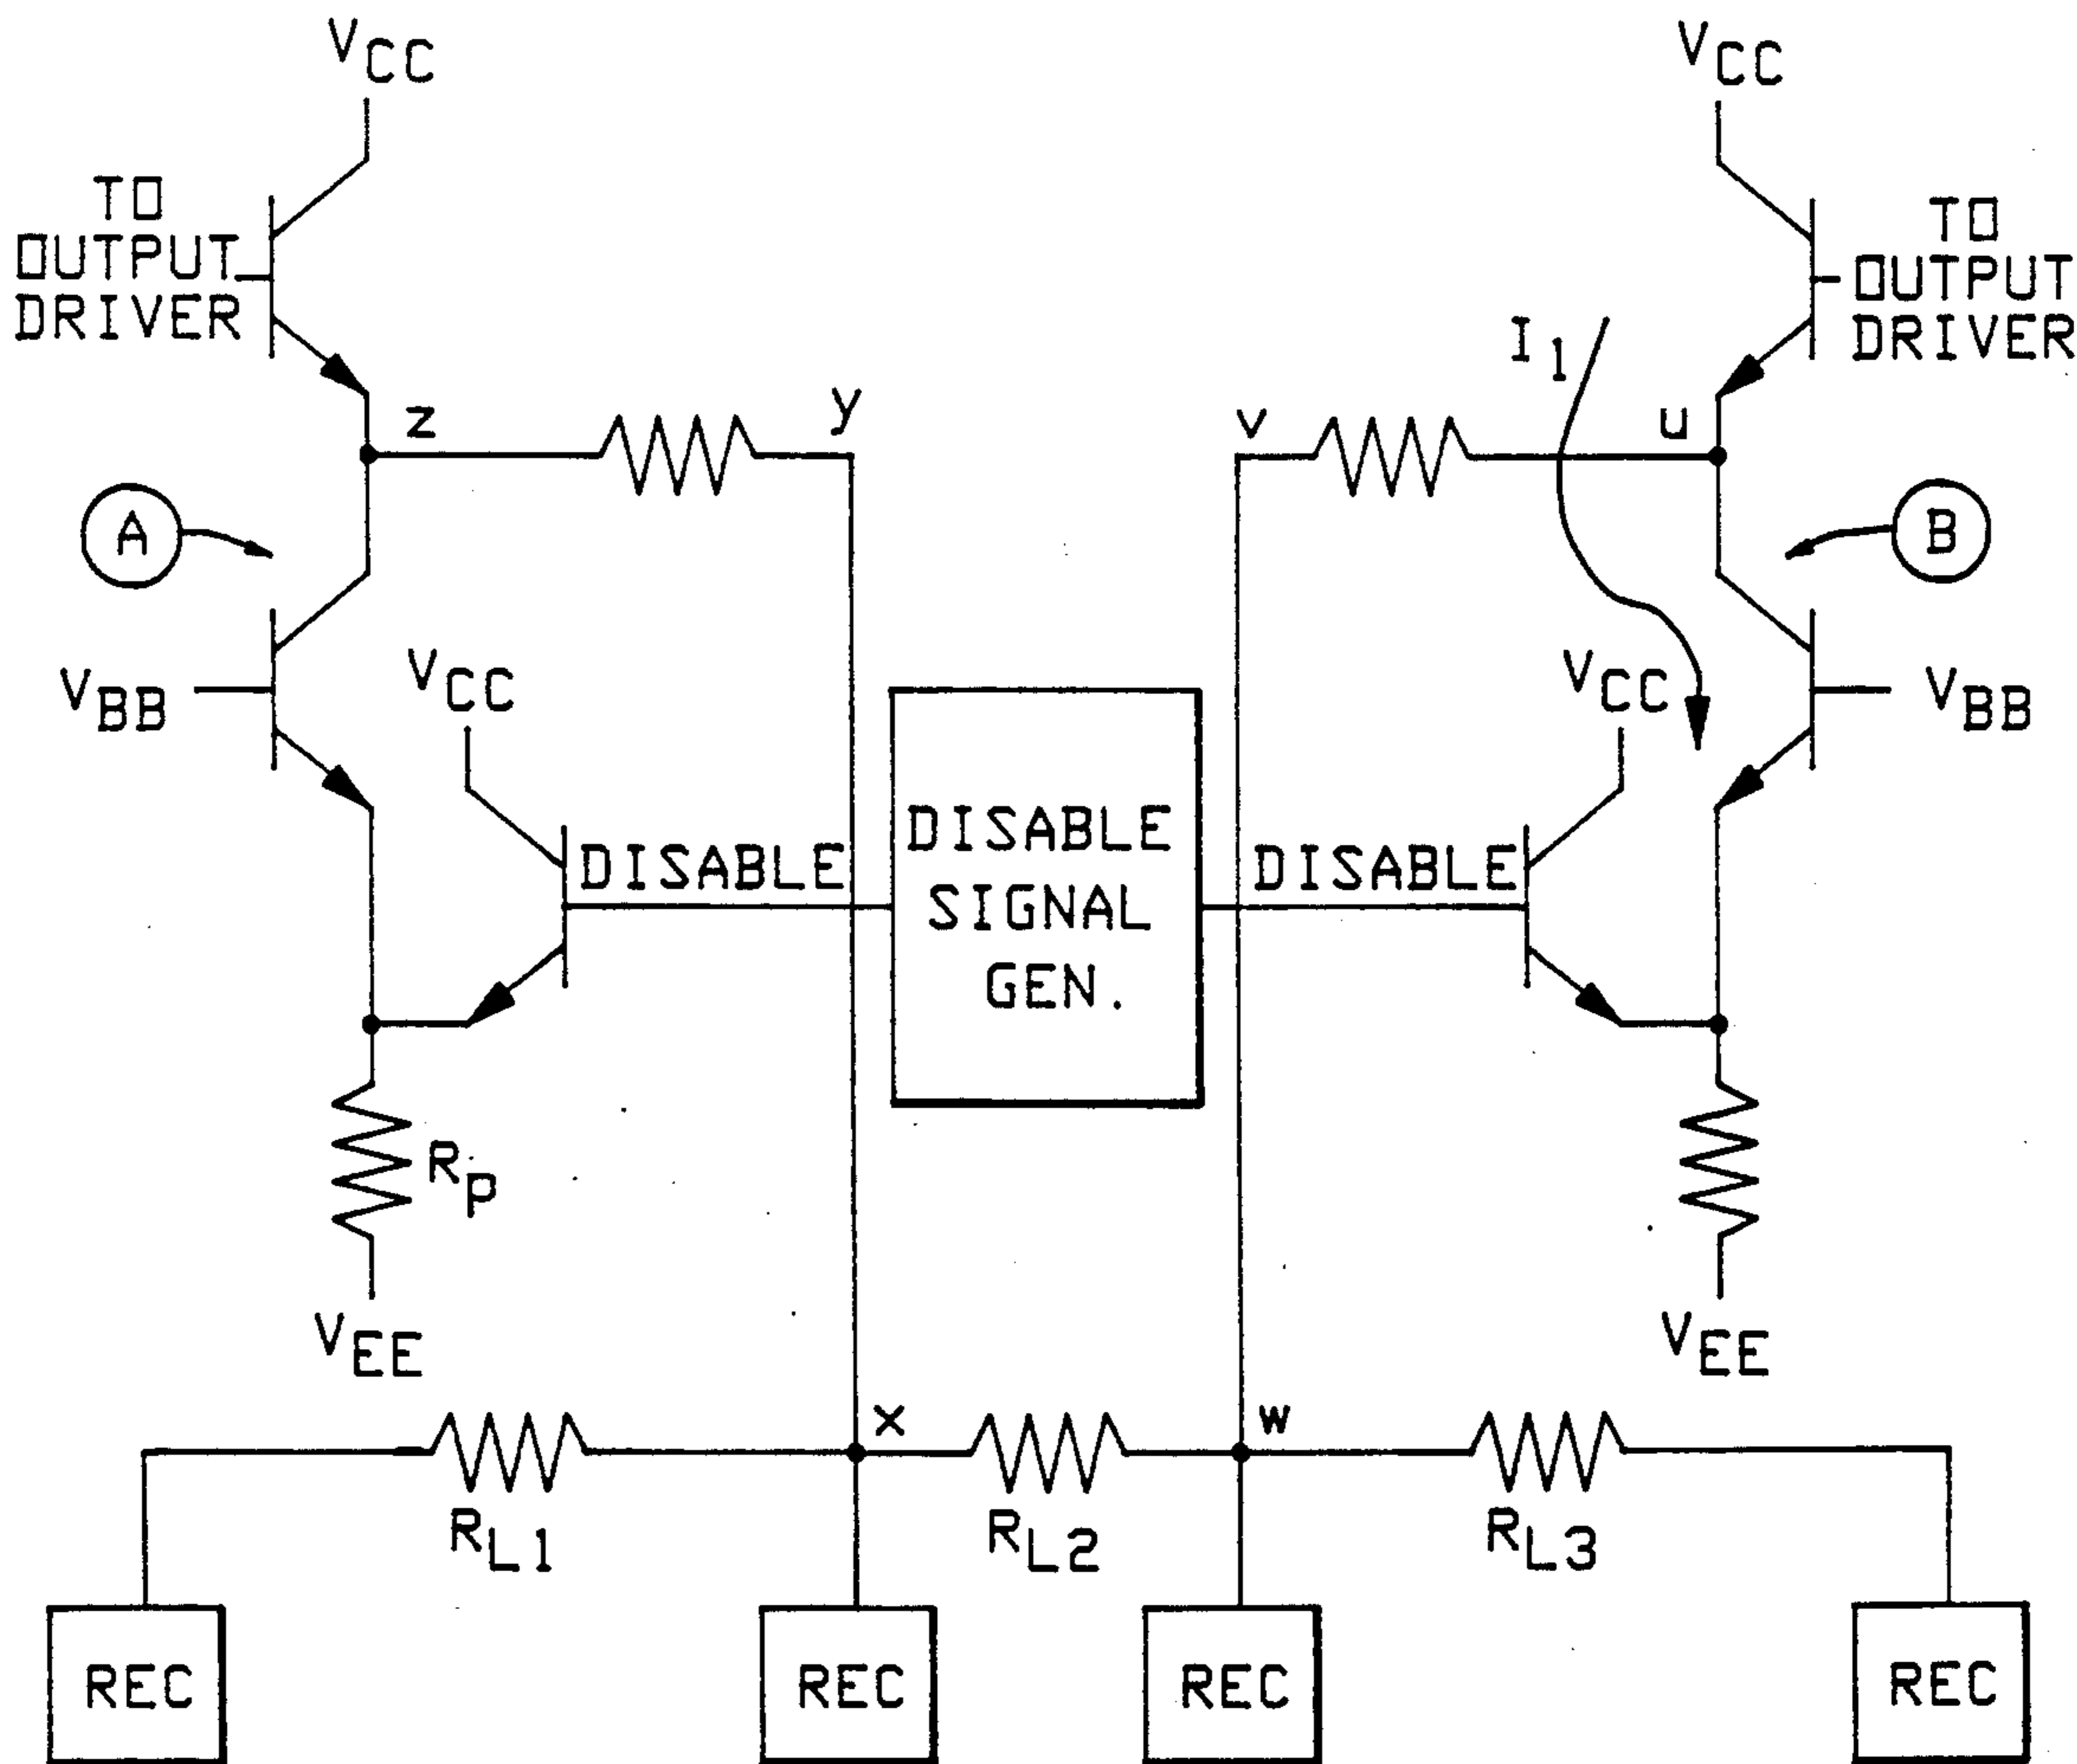 VCC
VCC
TO
OUTPUT
DRIVER
TO
OUTPUT
DRIVER
I1
z
y
v
u
A
B
VBB
VCC
VCC
VBB
DISABLE
DISABLE
SIGNAL
GEN.
DISABLE
RP
VEE
VEE
x
w
RL1
RL2
RL3
REC
REC
REC
REC